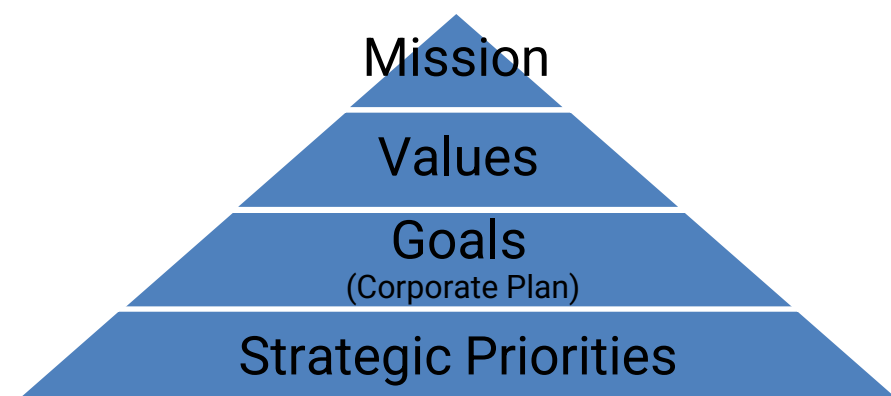 Mission
Values
Goals
(Corporate Plan)
Strategic Priorities